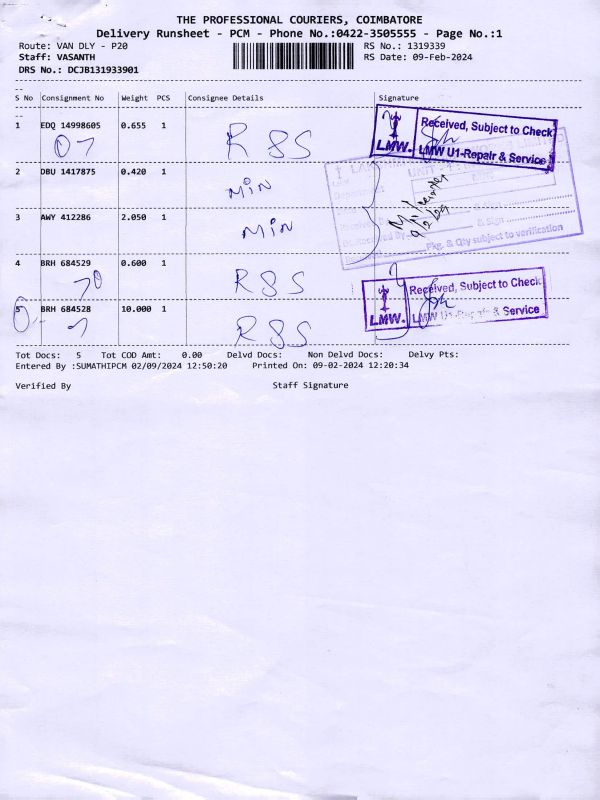 THE PROFESSIONAL COURIERS, COIMBATORE
Delivery Runsheet - PCM - Phone No.:0422-3505555 - Page No.:1
Route: VAN DLY - P20 RS No.: 1319339
Staff: VASANTH RS Date: 09-Feb-2024
DRS No.: DCJB131933901
S No Consignment No Weight PCS Consignee Details Signature
1 EDQ 14998605 0.655 1 R&S
Received, Subject to Check
LMW. LMW U1-Repair & Service
2 DBU 1417875 0.420 1 Min
3 AWY 412286 2.050 1 Min
9/2/24
& Sign
Pkg. & Qty subject to verification
4 BRH 684529 0.600 1 R&S
Received, Subject to Check
LMW. LMW U1-Repair & Service
5 BRH 684528 10.000 1 R&S
Tot Docs: 5 Tot COD Amt: 0.00 Delvd Docs: Non Delvd Docs: Delvy Pts:
Entered By :SUMATHIPCM 02/09/2024 12:50:20 Printed On: 09-02-2024 12:20:34
Verified By Staff Signature